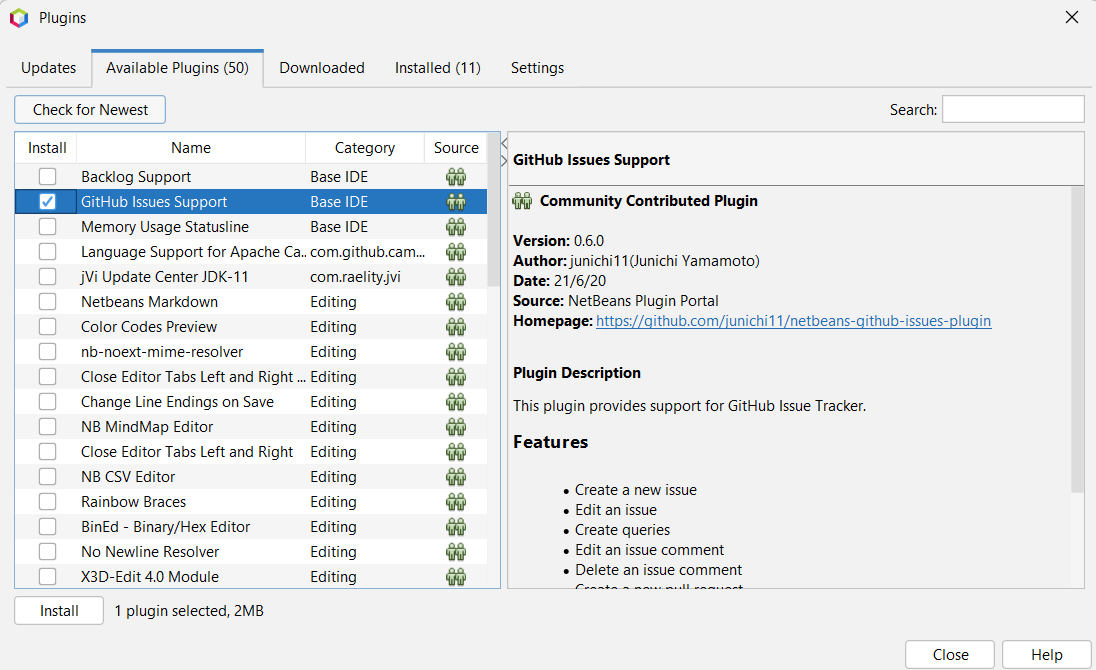 Plugins
Updates Available Plugins (50) Downloaded Installed (11) Settings
Check for Newest Search:
Install Name Category Source
Backlog Support Base IDE
GitHub Issues Support Base IDE
Memory Usage Statusline Base IDE
Language Support for Apache Ca... com.github.cam...
jVi Update Center JDK-11 com.raelity.jvi
Netbeans Markdown Editing
Color Codes Preview Editing
nb-noext-mime-resolver Editing
Close Editor Tabs Left and Right ... Editing
Change Line Endings on Save Editing
NB MindMap Editor Editing
Close Editor Tabs Left and Right Editing
NB CSV Editor Editing
Rainbow Braces Editing
BinEd - Binary/Hex Editor Editing
No Newline Resolver Editing
X3D-Edit 4.0 Module Editing
GitHub Issues Support
Community Contributed Plugin
Version: 0.6.0
Author: junichi11(Junichi Yamamoto)
Date: 21/6/20
Source: NetBeans Plugin Portal
Homepage: https://github.com/junichi11/netbeans-github-issues-plugin
Plugin Description
This plugin provides support for GitHub Issue Tracker.
Features
• Create a new issue
• Edit an issue
• Create queries
• Edit an issue comment
• Delete an issue comment
Create a new pull request
Install 1 plugin selected, 2MB
Close Help